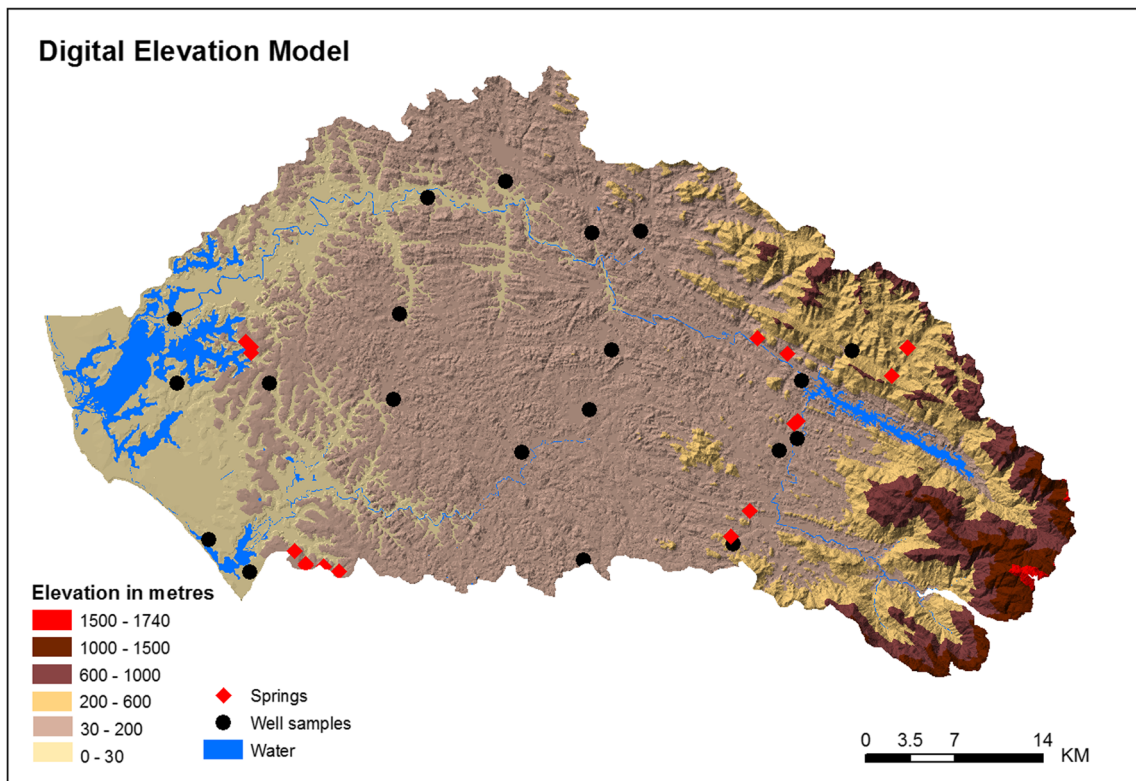 Digital Elevation Model
Elevation in metres
1500 - 1740
1000 - 1500
600 - 1000
200 - 600
30 - 200
0 - 30
Springs
Well samples
Water
0 3.5 7 14
KM